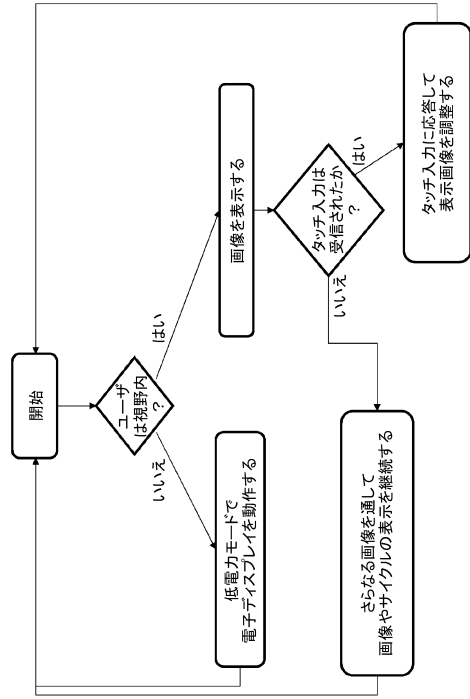 開始
ユーザ
は視野内
?
はい
いいえ
画像を表示する
低電力モードで
電子ディスプレイを動作する
タッチ入力は
受信されたか
?
はい
いいえ
タッチ入力に応答して
表示画像を調整する
さらなる画像を通して
画像やサイクルの表示を継続する